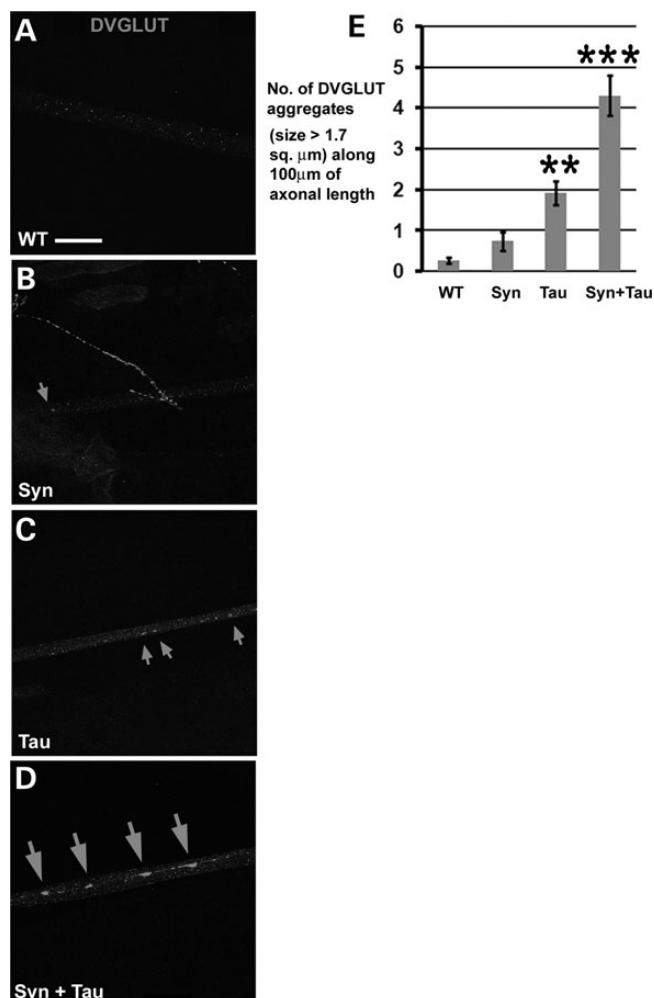 A
DVGLUT
WT
B
Syn
C
Tau
D
Syn + Tau
E
No. of DVGLUT
aggregates
(size > 1.7
sq. μm) along
100μm of
axonal length
6
5
4
3
2
1
0
**
***
WT Syn Tau Syn+Tau